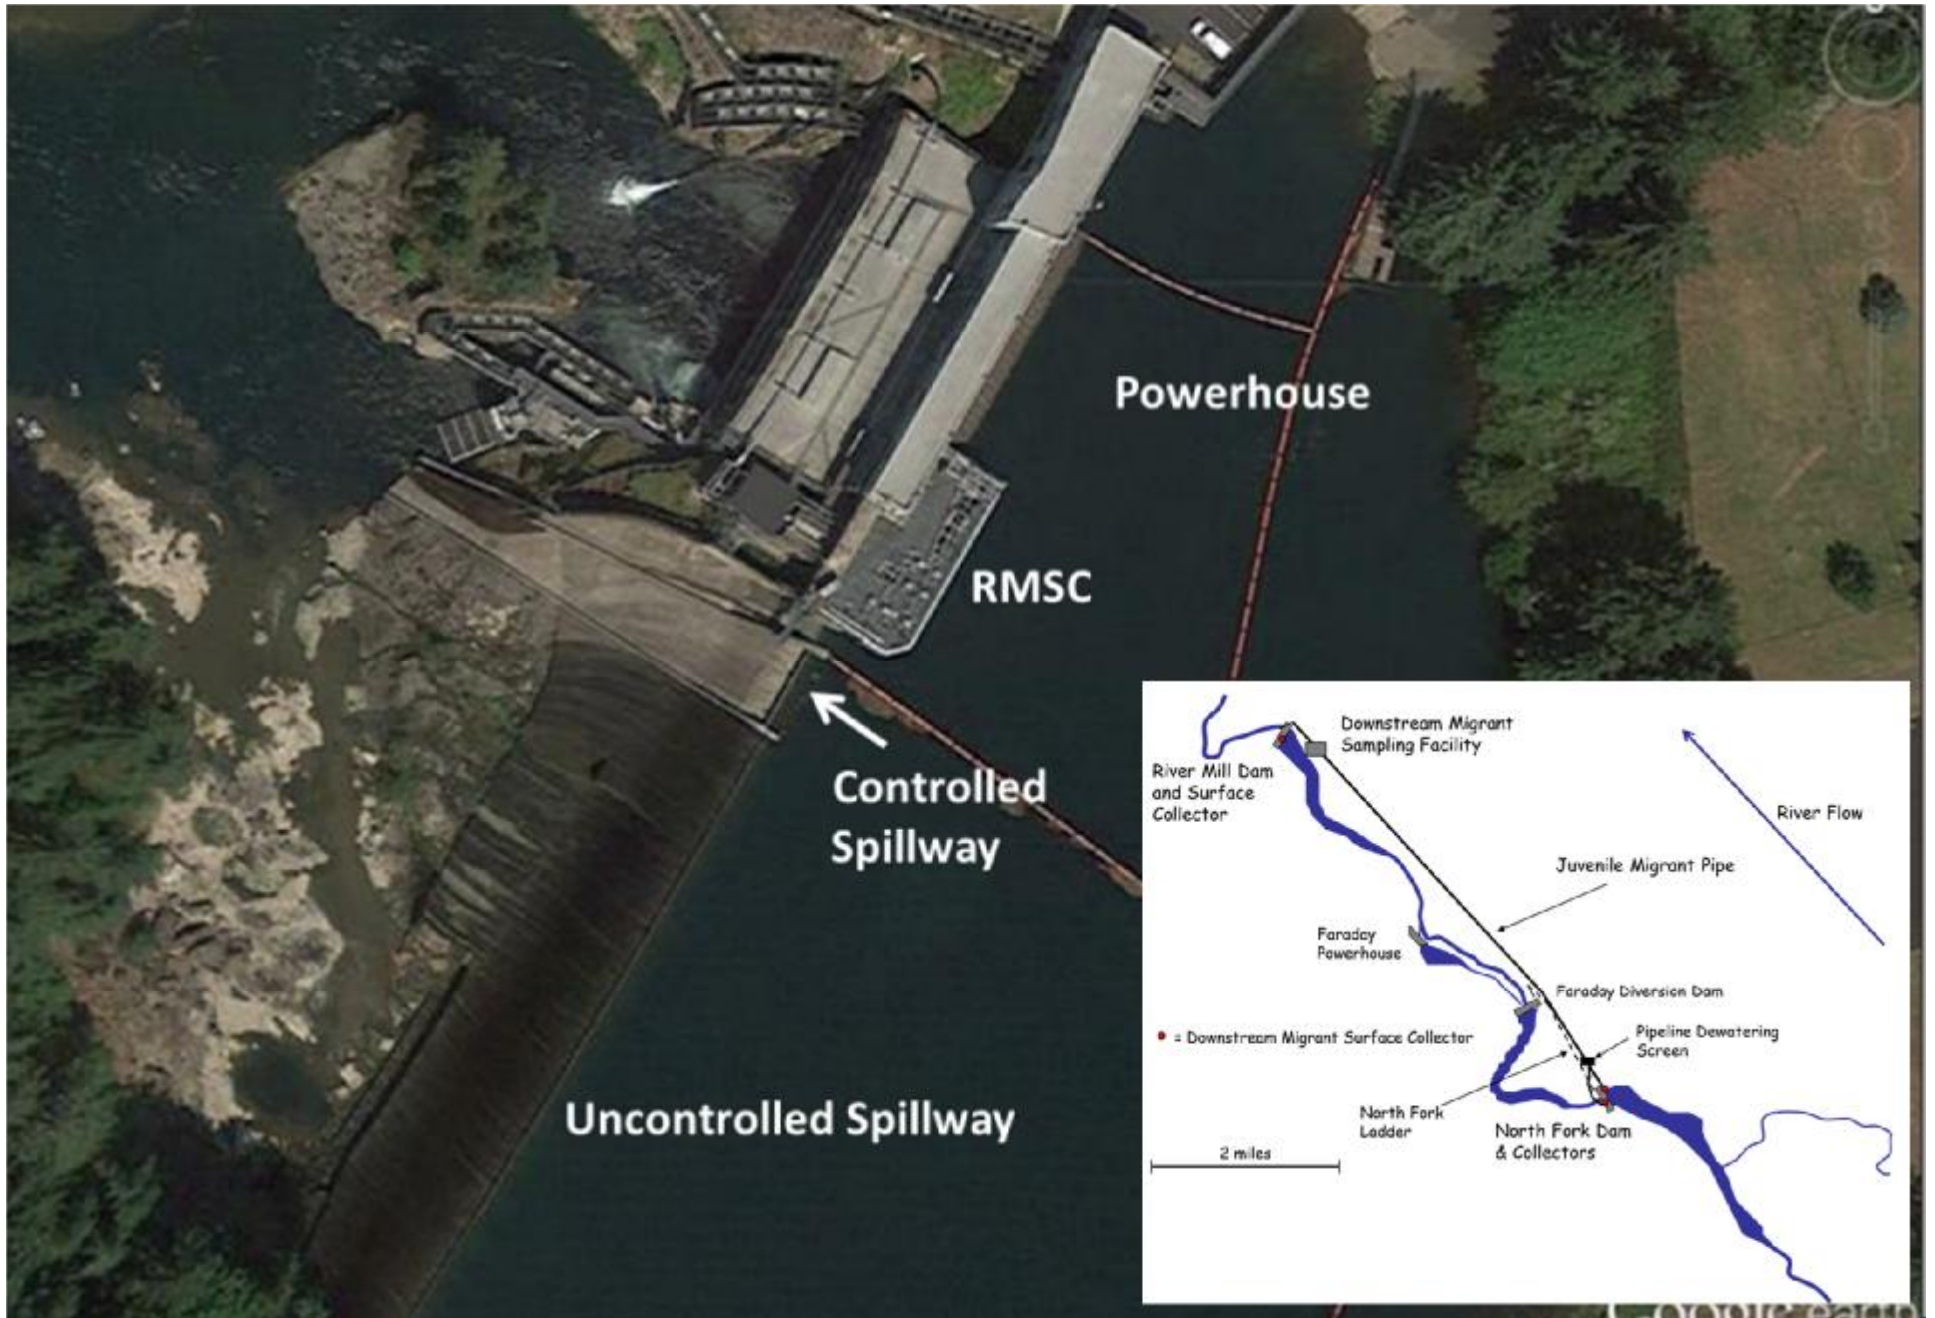 Powerhouse
RMSC
Controlled
Spillway
Uncontrolled Spillway
Downstream Migrant
Sampling Facility
River Mill Dam
and Surface
Collector
River Flow
Juvenile Migrant Pipe
Faraday
Powerhouse
Faraday Diversion Dam
= Downstream Migrant Surface Collector
Pipeline Dewatering
Screen
North Fork
Ladder
North Fork Dam
& Collectors
2 miles
Google earth